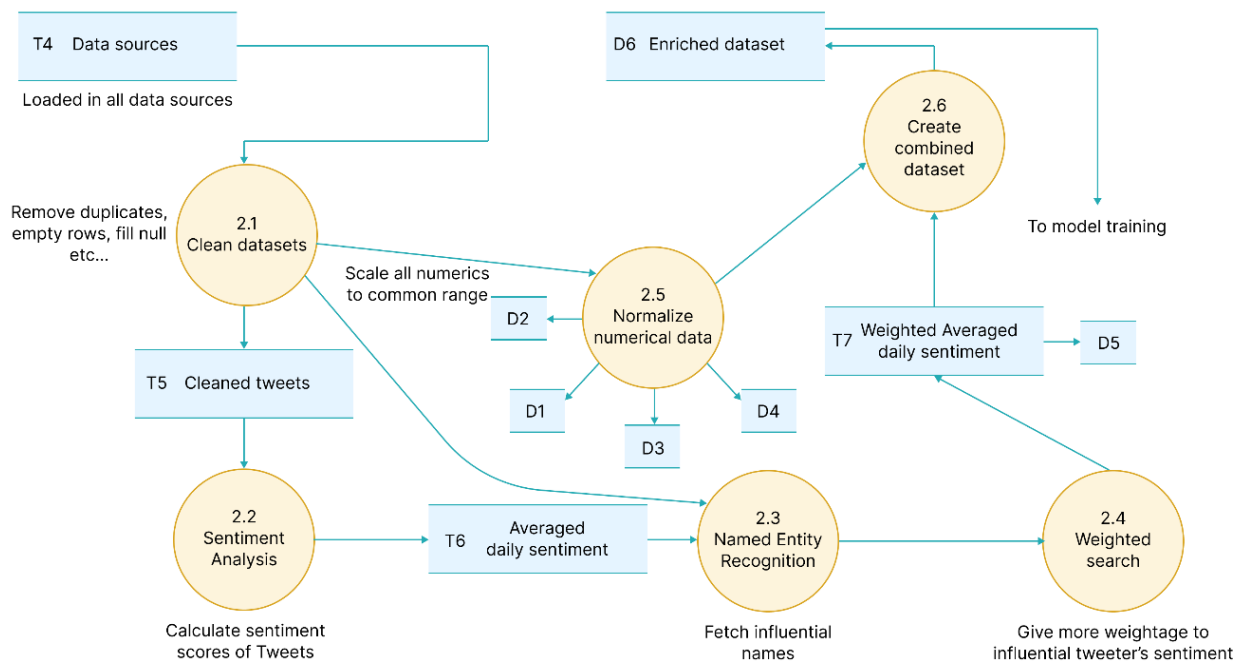 T4 Data sources
Loaded in all data sources
D6 Enriched dataset
2.6
Create
combined
dataset
To model training
Remove duplicates,
empty rows, fill null
etc...
2.1
Clean datasets
Scale all numerics
to common range
2.5
Normalize
numerical data
D2
D1
D3
D4
T7 Weighted Averaged
daily sentiment
D5
T5 Cleaned tweets
2.2
Sentiment
Analysis
Calculate sentiment
scores of Tweets
T6 Averaged
daily sentiment
2.3
Named Entity
Recognition
Fetch influential
names
2.4
Weighted
search
Give more weightage to
influential tweeter's sentiment